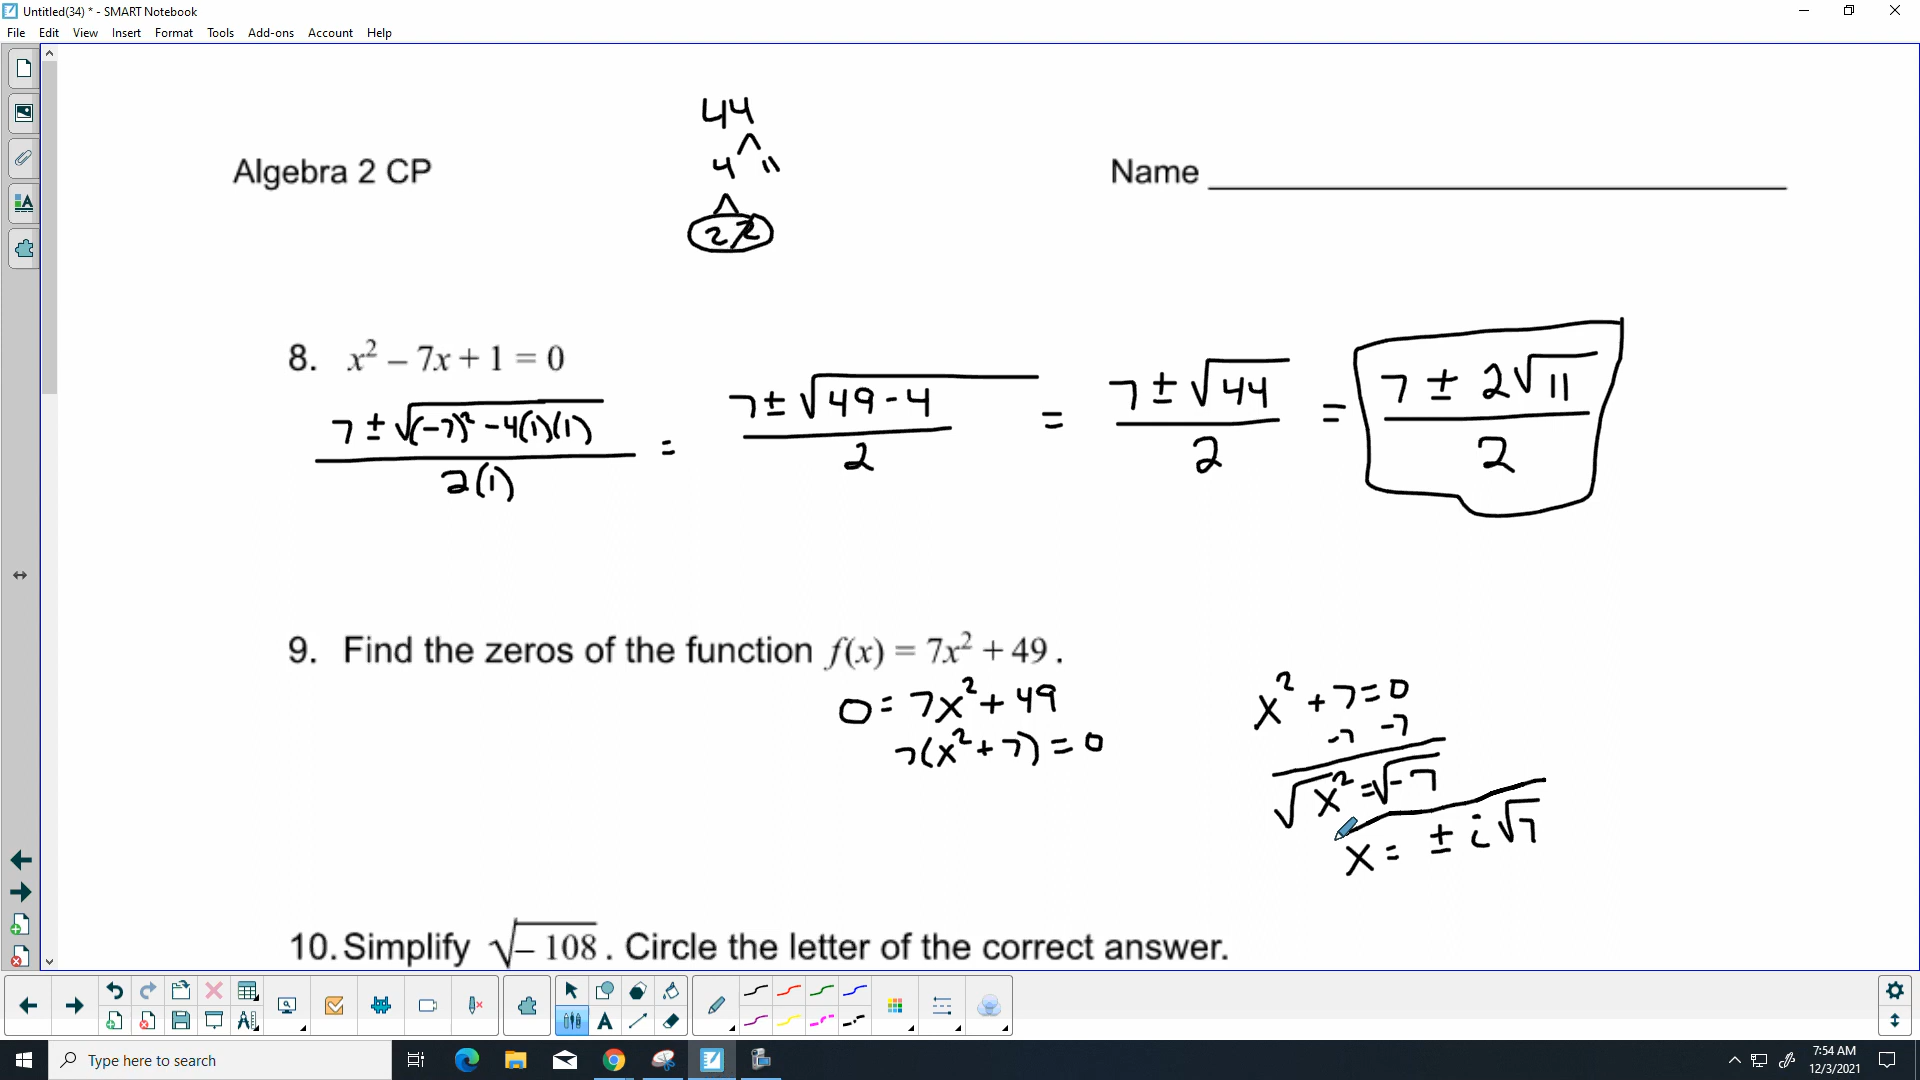 Untitled(34) * - SMART Notebook
File Edit View Insert Format Tools Add-ons Account Help
44
4 11
2 2
Algebra 2 CP
Name
8. x² – 7x + 1 = 0
(7 ± √((-7)² - 4(1)(1))) / 2(1) = (7 ± √(49 - 4)) / 2 = (7 ± √44) / 2 = (7 ± 2√11) / 2
9. Find the zeros of the function f(x) = 7x² + 49 .
0 = 7x² + 49
7(x² + 7) = 0
x² + 7 = 0
-7 -7
√x² = √-7
x = ± i√7
10. Simplify √– 108 . Circle the letter of the correct answer.
Type here to search
7:54 AM
12/3/2021